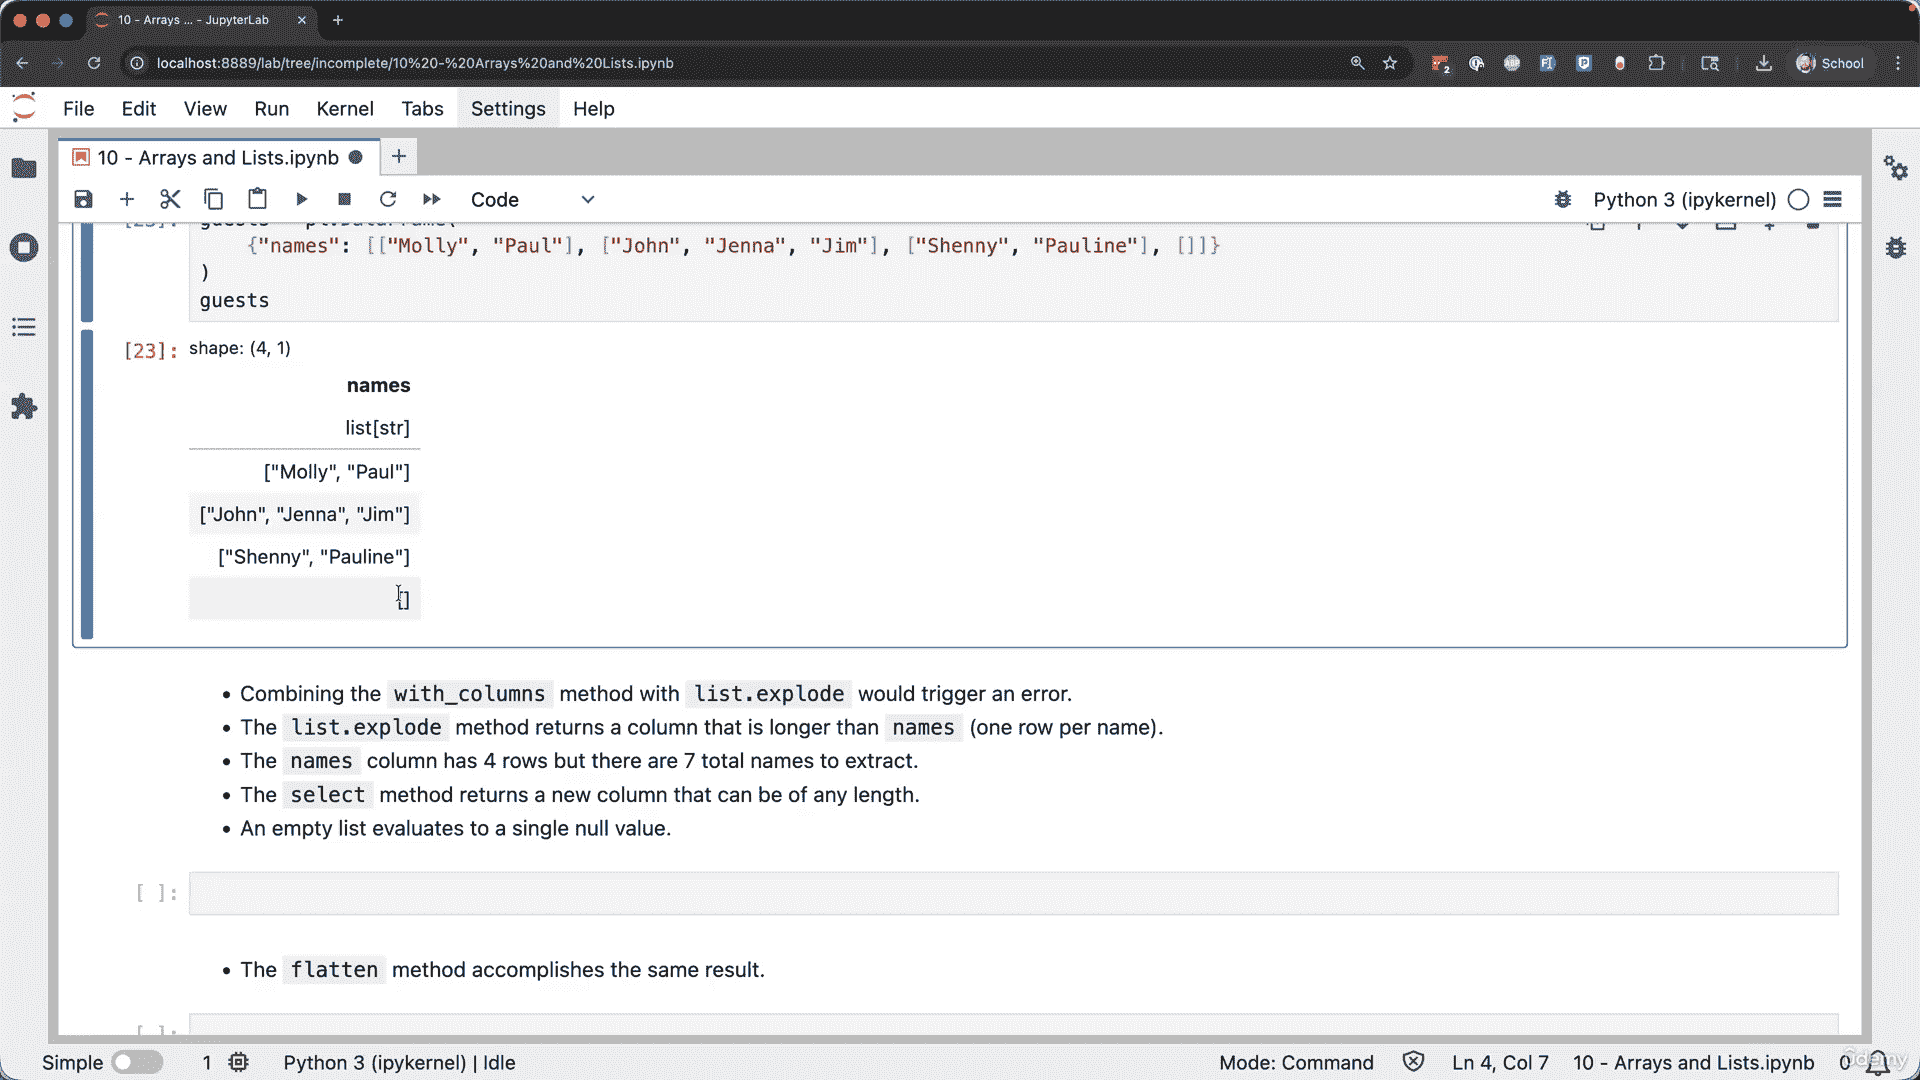 10 - Arrays ... - JupyterLab
localhost:8889/lab/tree/incomplete/10%20-%20Arrays%20and%20Lists.ipynb
2
School
File Edit View Run Kernel Tabs Settings Help
10 - Arrays and Lists.ipynb
Code
Python 3 (ipykernel)
[23]: guests = pl.DataFrame(
{"names": [["Molly", "Paul"], ["John", "Jenna", "Jim"], ["Shenny", "Pauline"], []]}
)
guests
[23]: shape: (4, 1)
names
list[str]
["Molly", "Paul"]
["John", "Jenna", "Jim"]
["Shenny", "Pauline"]
[]
• Combining the with_columns method with list.explode would trigger an error.
• The list.explode method returns a column that is longer than names (one row per name).
• The names column has 4 rows but there are 7 total names to extract.
• The select method returns a new column that can be of any length.
• An empty list evaluates to a single null value.
[ ]:
• The flatten method accomplishes the same result.
[ ]:
Simple 1 Python 3 (ipykernel) | Idle Mode: Command Ln 4, Col 7 10 - Arrays and Lists.ipynb 0
Udemy